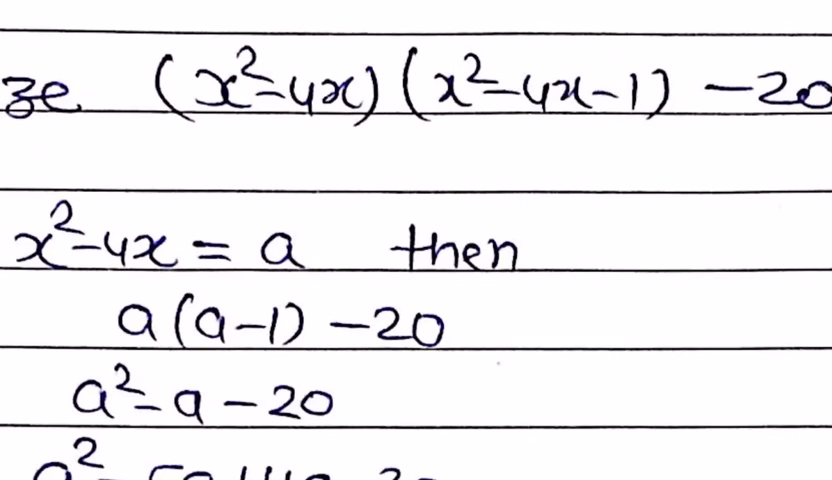 ze (x²-4x)(x²-4x-1) -20
x²-4x = a then
a(a-1) -20
a²-a-20